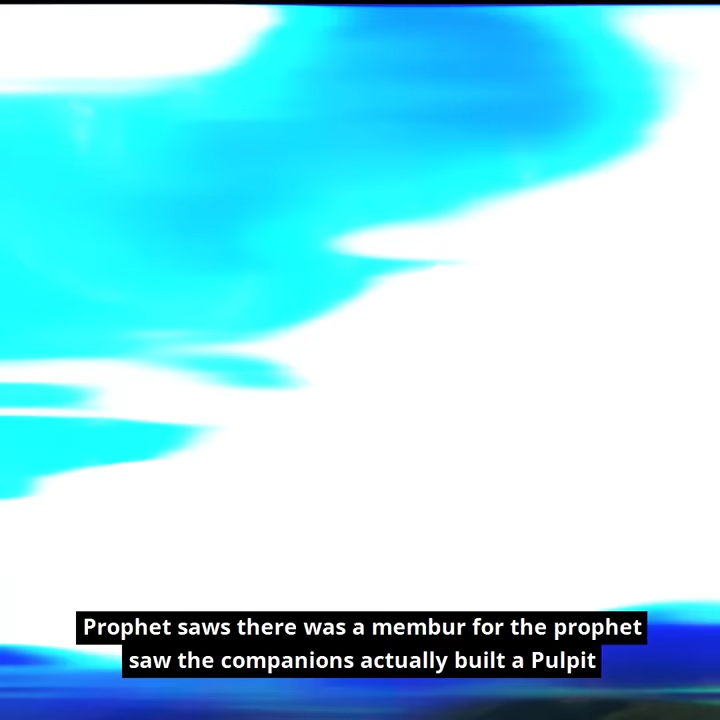 Prophet saws there was a membur for the prophet
saw the companions actually built a Pulpit